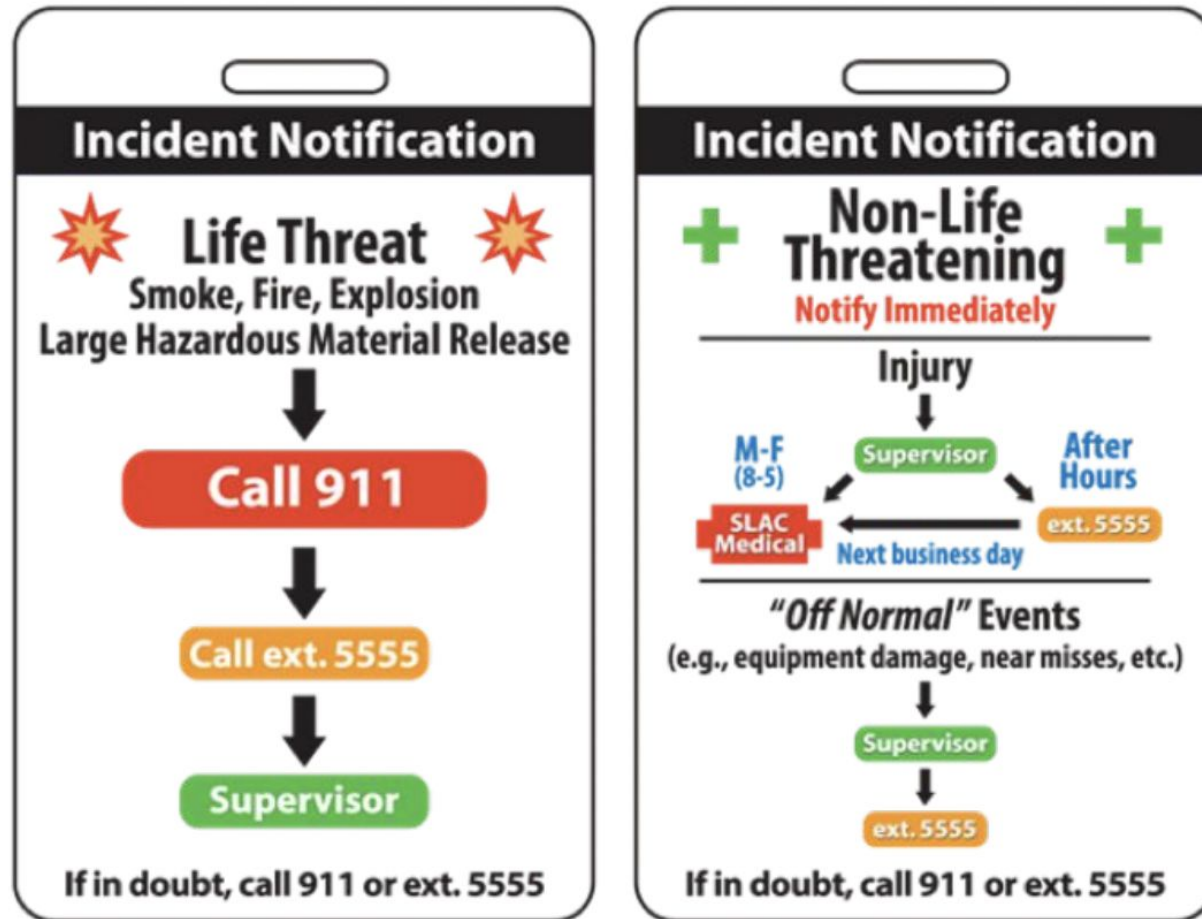 Incident Notification
Life Threat
Smoke, Fire, Explosion
Large Hazardous Material Release
Call 911
Call ext. 5555
Supervisor
If in doubt, call 911 or ext. 5555
Incident Notification
Non-Life
Threatening
Notify Immediately
Injury
Supervisor
M-F
(8-5)
After
Hours
SLAC
Medical
ext. 5555
Next business day
"Off Normal" Events
(e.g., equipment damage, near misses, etc.)
Supervisor
ext. 5555
If in doubt, call 911 or ext. 5555